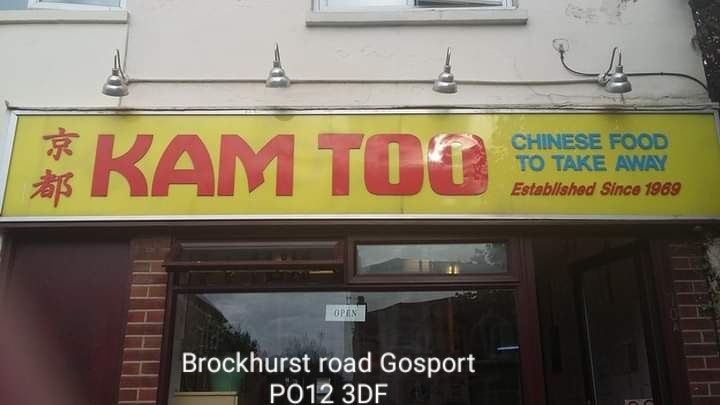 京都
KAM TOO
CHINESE FOOD
TO TAKE AWAY
Established Since 1969
OPEN
Brockhurst road Gosport
PO12 3DF